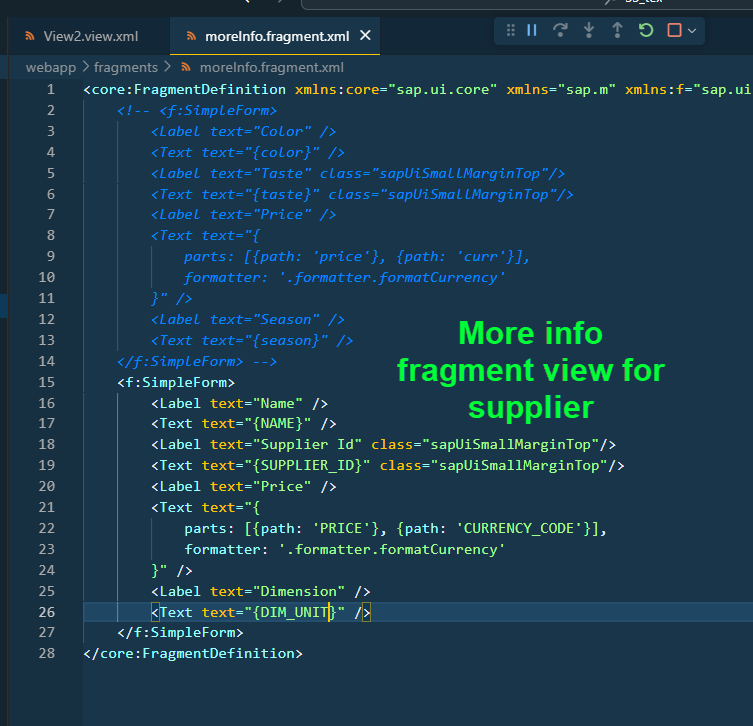 View2.view.xml
moreInfo.fragment.xml
webapp > fragments > moreInfo.fragment.xml
1 <core:FragmentDefinition xmlns:core="sap.ui.core" xmlns="sap.m" xmlns:f="sap.ui
2 <!-- <f:SimpleForm>
3 <Label text="Color" />
4 <Text text="{color}" />
5 <Label text="Taste" class="sapUiSmallMarginTop"/>
6 <Text text="{taste}" class="sapUiSmallMarginTop"/>
7 <Label text="Price" />
8 <Text text="{
9 parts: [{path: 'price'}, {path: 'curr'}],
10 formatter: '.formatter.formatCurrency'
11 }" />
12 <Label text="Season" />
13 <Text text="{season}" />
14 </f:SimpleForm> -->
15 <f:SimpleForm>
16 <Label text="Name" />
17 <Text text="{NAME}" />
18 <Label text="Supplier Id" class="sapUiSmallMarginTop"/>
19 <Text text="{SUPPLIER_ID}" class="sapUiSmallMarginTop"/>
20 <Label text="Price" />
21 <Text text="{
22 parts: [{path: 'PRICE'}, {path: 'CURRENCY_CODE'}],
23 formatter: '.formatter.formatCurrency'
24 }" />
25 <Label text="Dimension" />
26 <Text text="{DIM_UNIT}" />
27 </f:SimpleForm>
28 </core:FragmentDefinition>
More info
fragment view for
supplier